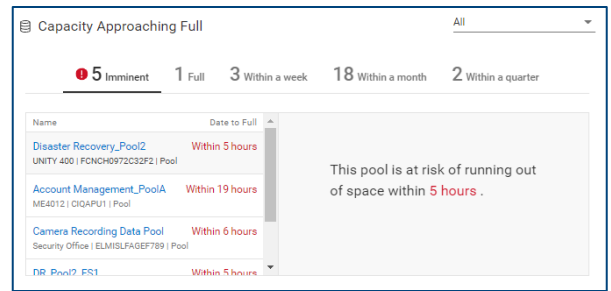 Capacity Approaching Full
All
5 Imminent
1 Full
3 Within a week
18 Within a month
2 Within a quarter
Name Date to Full
Disaster Recovery_Pool2 Within 5 hours
UNITY 400 | FCNCH0972C32F2 | Pool
Account Management_PoolA Within 19 hours
ME4012 | CIQAPU1 | Pool
Camera Recording Data Pool Within 6 hours
Security Office | ELMISLFAGEF789 | Pool
DR_Pool2_FS1 Within 5 hours
This pool is at risk of running out
of space within 5 hours .